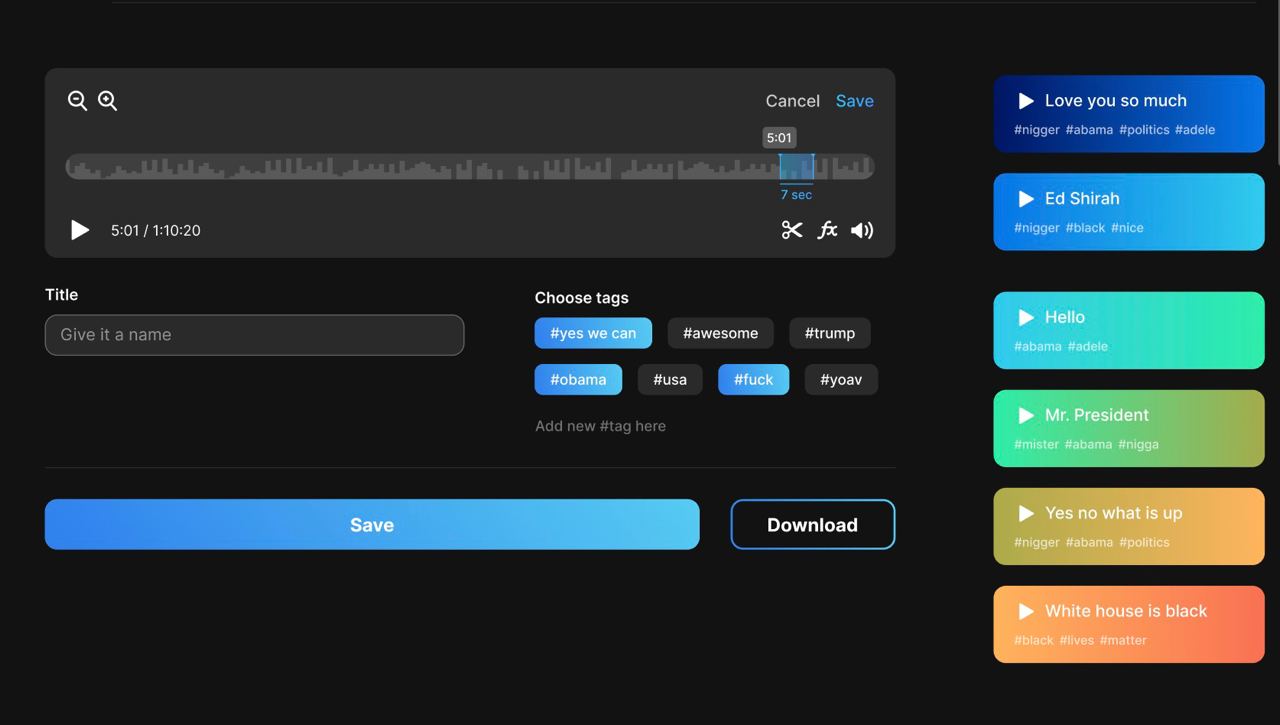 Cancel Save
5:01
7 sec
5:01 / 1:10:20
Title
Give it a name
Choose tags
#yes we can #awesome #trump
#obama #usa #fuck #yoav
Add new #tag here
Save Download
Love you so much
#nigger #abama #politics #adele
Ed Shirah
#nigger #black #nice
Hello
#abama #adele
Mr. President
#mister #abama #nigga
Yes no what is up
#nigger #abama #politics
White house is black
#black #lives #matter